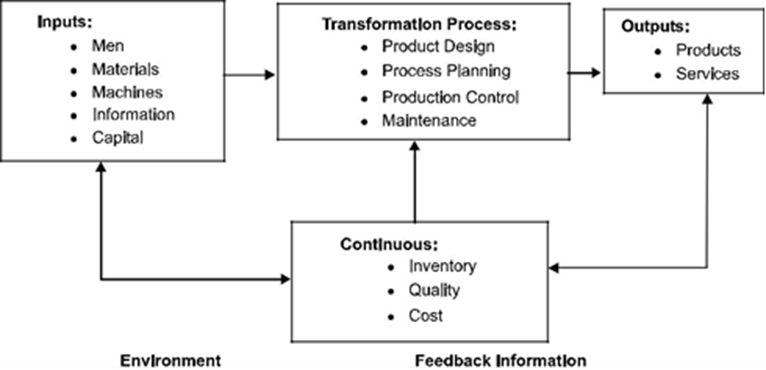 Inputs:
• Men
• Materials
• Machines
• Information
• Capital
Transformation Process:
• Product Design
• Process Planning
• Production Control
• Maintenance
Outputs:
• Products
• Services
Continuous:
• Inventory
• Quality
• Cost
Environment
Feedback Information